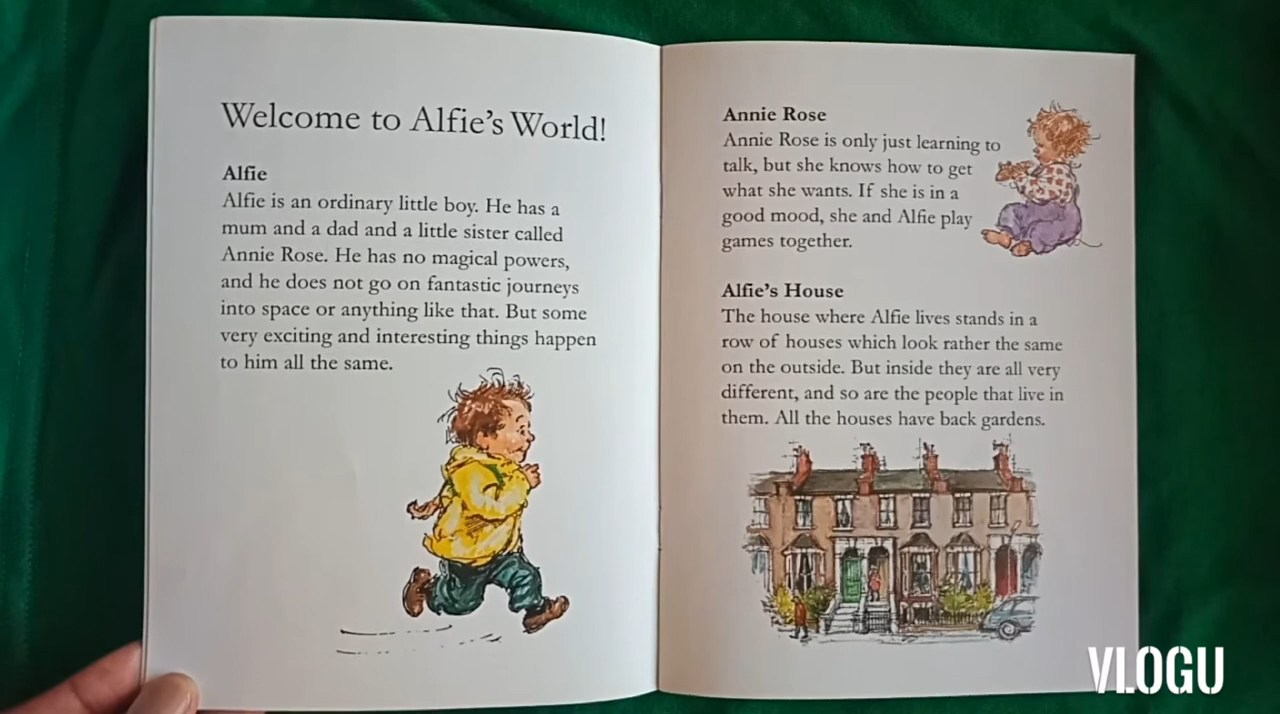 Welcome to Alfie's World!
Alfie
Alfie is an ordinary little boy. He has a
mum and a dad and a little sister called
Annie Rose. He has no magical powers,
and he does not go on fantastic journeys
into space or anything like that. But some
very exciting and interesting things happen
to him all the same.
Annie Rose
Annie Rose is only just learning to
talk, but she knows how to get
what she wants. If she is in a
good mood, she and Alfie play
games together.
Alfie's House
The house where Alfie lives stands in a
row of houses which look rather the same
on the outside. But inside they are all very
different, and so are the people that live in
them. All the houses have back gardens.
VLOGU